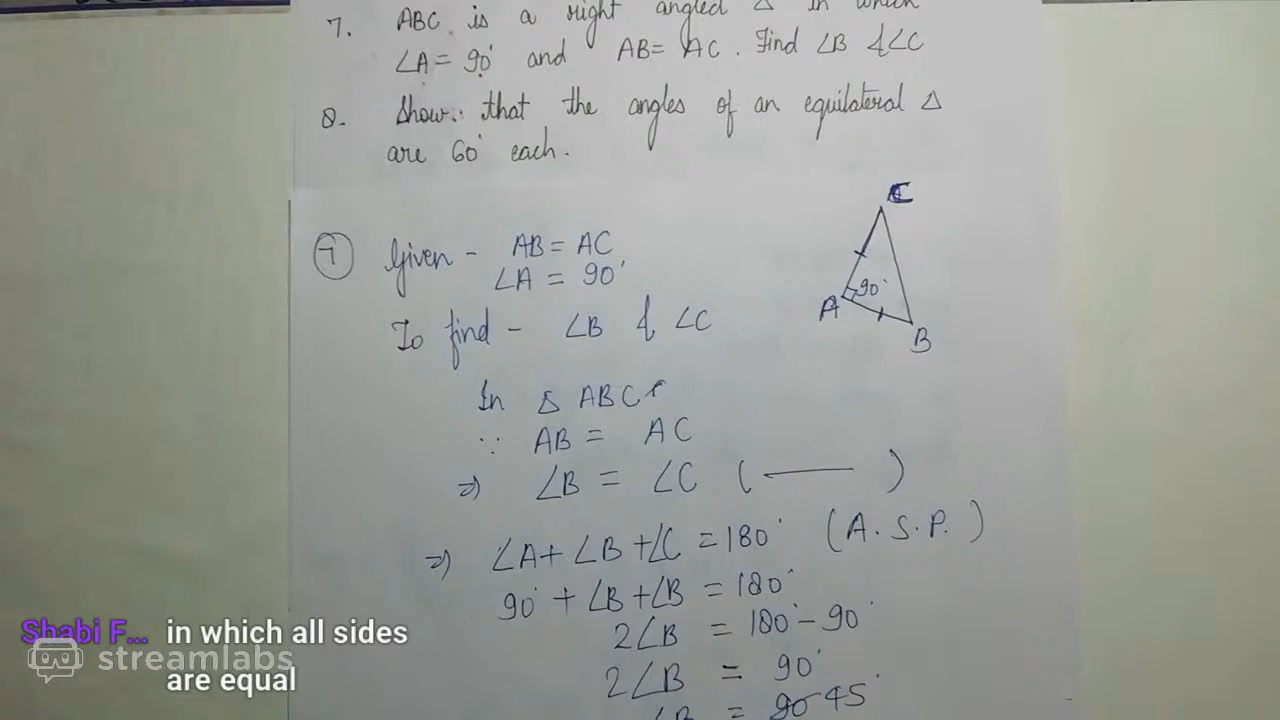 7. ABC is a right angled Δ in which
∠A = 90° and AB = AC. Find ∠B & ∠C
8. Show that the angles of an equilateral Δ
are 60° each.
C
⑦ Given - AB = AC
∠A = 90°
90°
A
B
To find - ∠B & ∠C
In Δ ABC
∵ AB = AC
⇒ ∠B = ∠C ( —— )
⇒ ∠A + ∠B + ∠C = 180° (A.S.P.)
90° + ∠B + ∠B = 180°
2∠B = 180° - 90°
2∠B = 90°
∠B = 90 45°
Shabi F... in which all sides
are equal
streamlabs